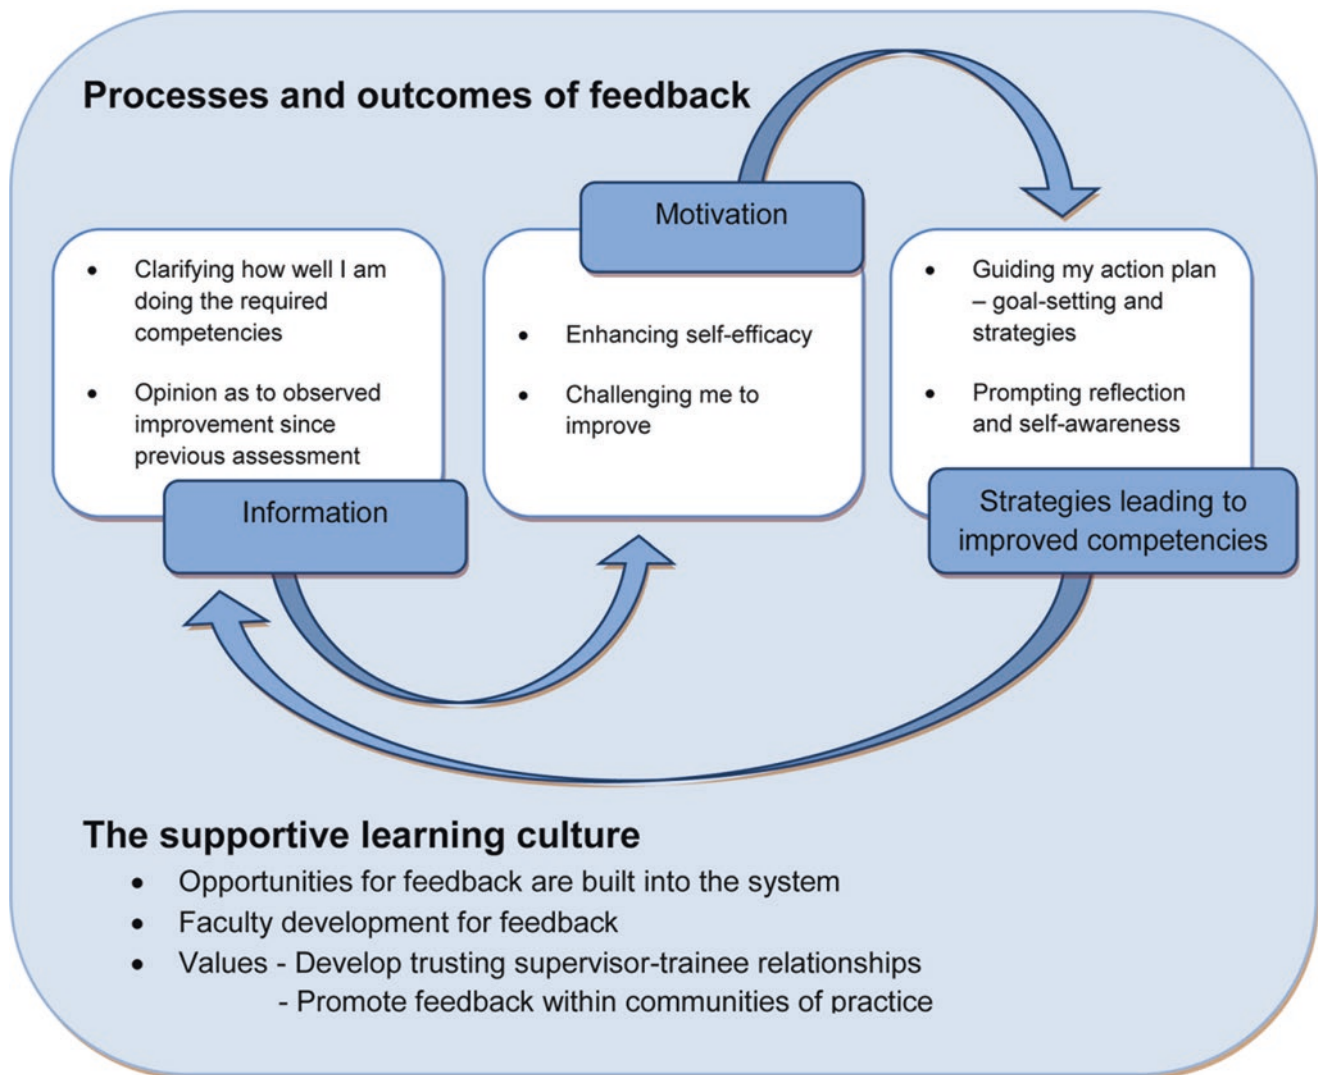 Processes and outcomes of feedback
• Clarifying how well I am
doing the required
competencies
• Opinion as to observed
improvement since
previous assessment
Information
Motivation
• Enhancing self-efficacy
• Challenging me to
improve
• Guiding my action plan
– goal-setting and
strategies
• Prompting reflection
and self-awareness
Strategies leading to
improved competencies
The supportive learning culture
• Opportunities for feedback are built into the system
• Faculty development for feedback
• Values - Develop trusting supervisor-trainee relationships
- Promote feedback within communities of practice